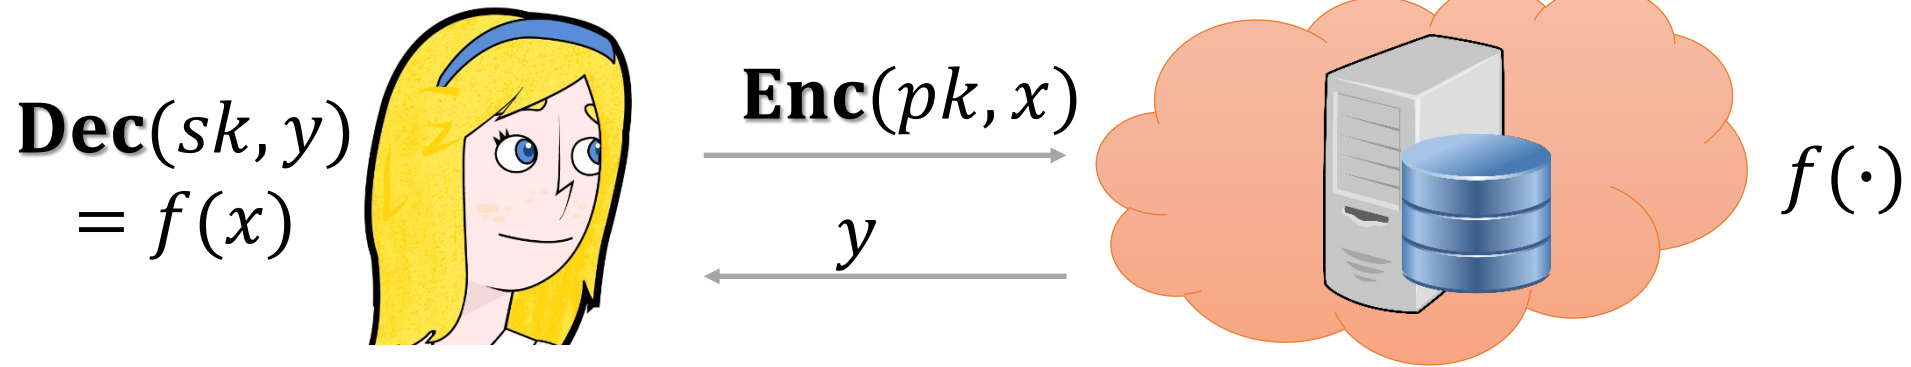 Dec(sk, y)
= f(x)
Enc(pk, x)
y
f(·)